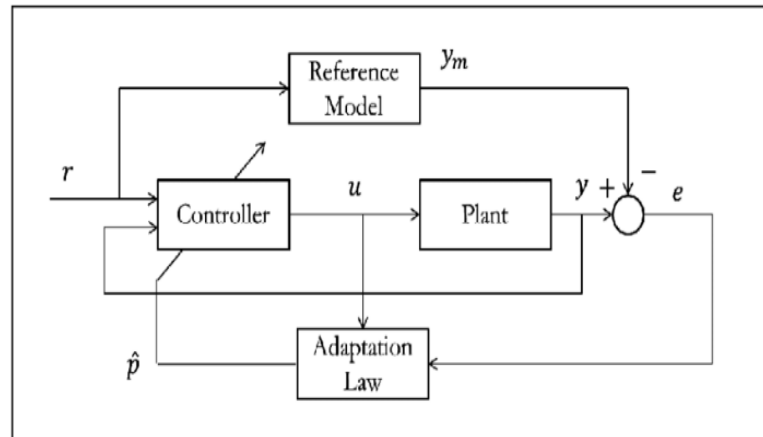 Reference
Model
y_m
r
Controller
u
Plant
y + −
e
p̂
Adaptation
Law